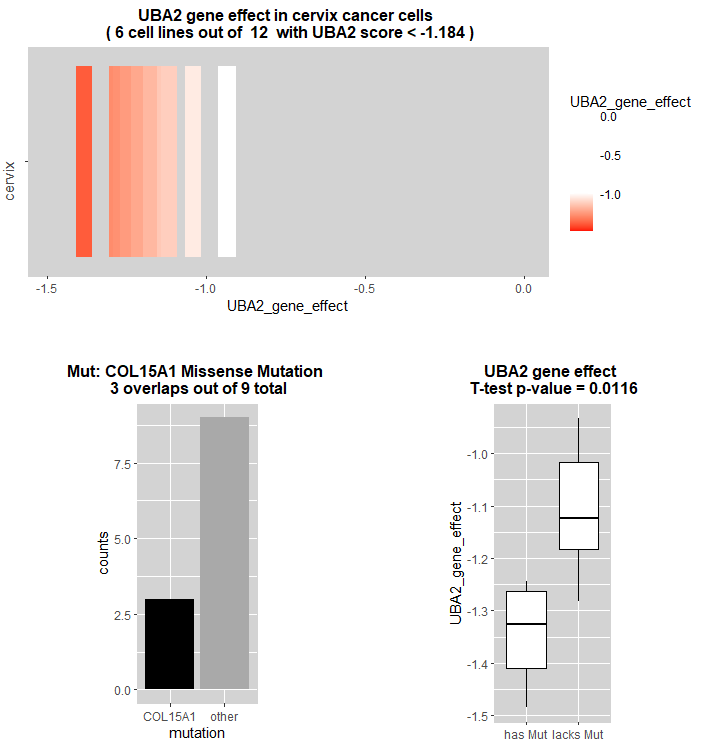 UBA2 gene effect in cervix cancer cells
( 6 cell lines out of  12  with UBA2 score < -1.184 )
cervix
-1.5
-1.0
-0.5
0.0
UBA2_gene_effect
UBA2_gene_effect
0.0
-0.5
-1.0
Mut: COL15A1 Missense Mutation
3 overlaps out of 9 total
counts
7.5
5.0
2.5
0.0
COL15A1
other
mutation
UBA2 gene effect
T-test p-value = 0.0116
UBA2_gene_effect
-1.0
-1.1
-1.2
-1.3
-1.4
-1.5
has Mut
lacks Mut